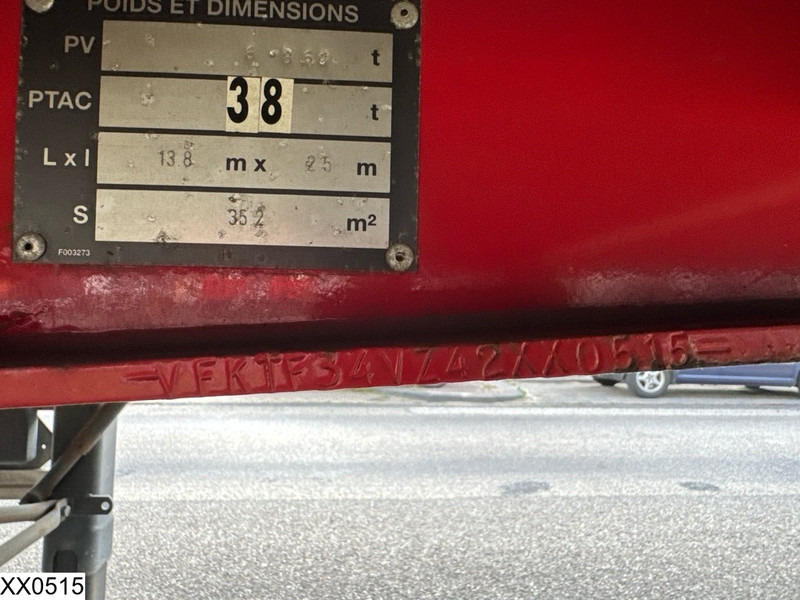 POIDS ET DIMENSIONS
PV t
PTAC 38 t
L x l 13 8 m x 2 5 m
S 35 2 m²
F003273
VFKTF34VZ42XX0515
XX0515